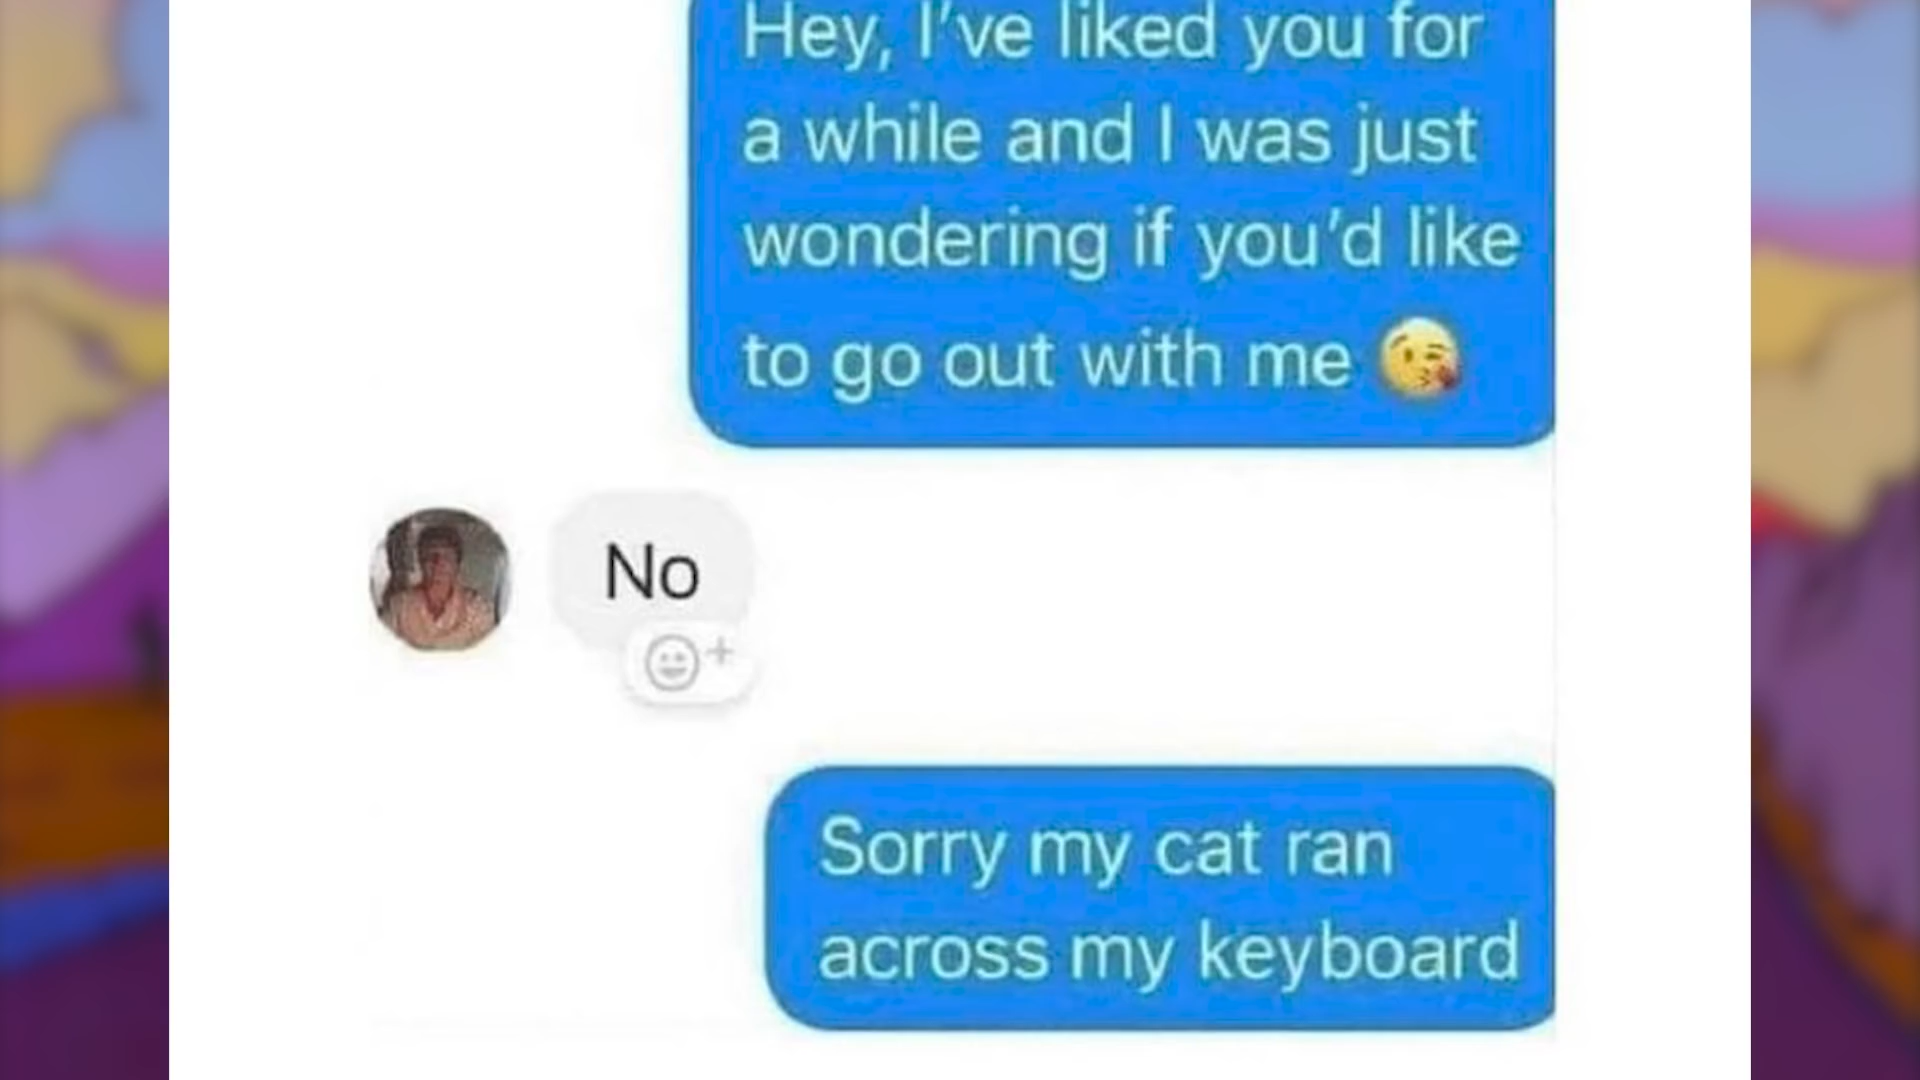 Hey, I've liked you for
a while and I was just
wondering if you'd like
to go out with me 😘
No
Sorry my cat ran
across my keyboard